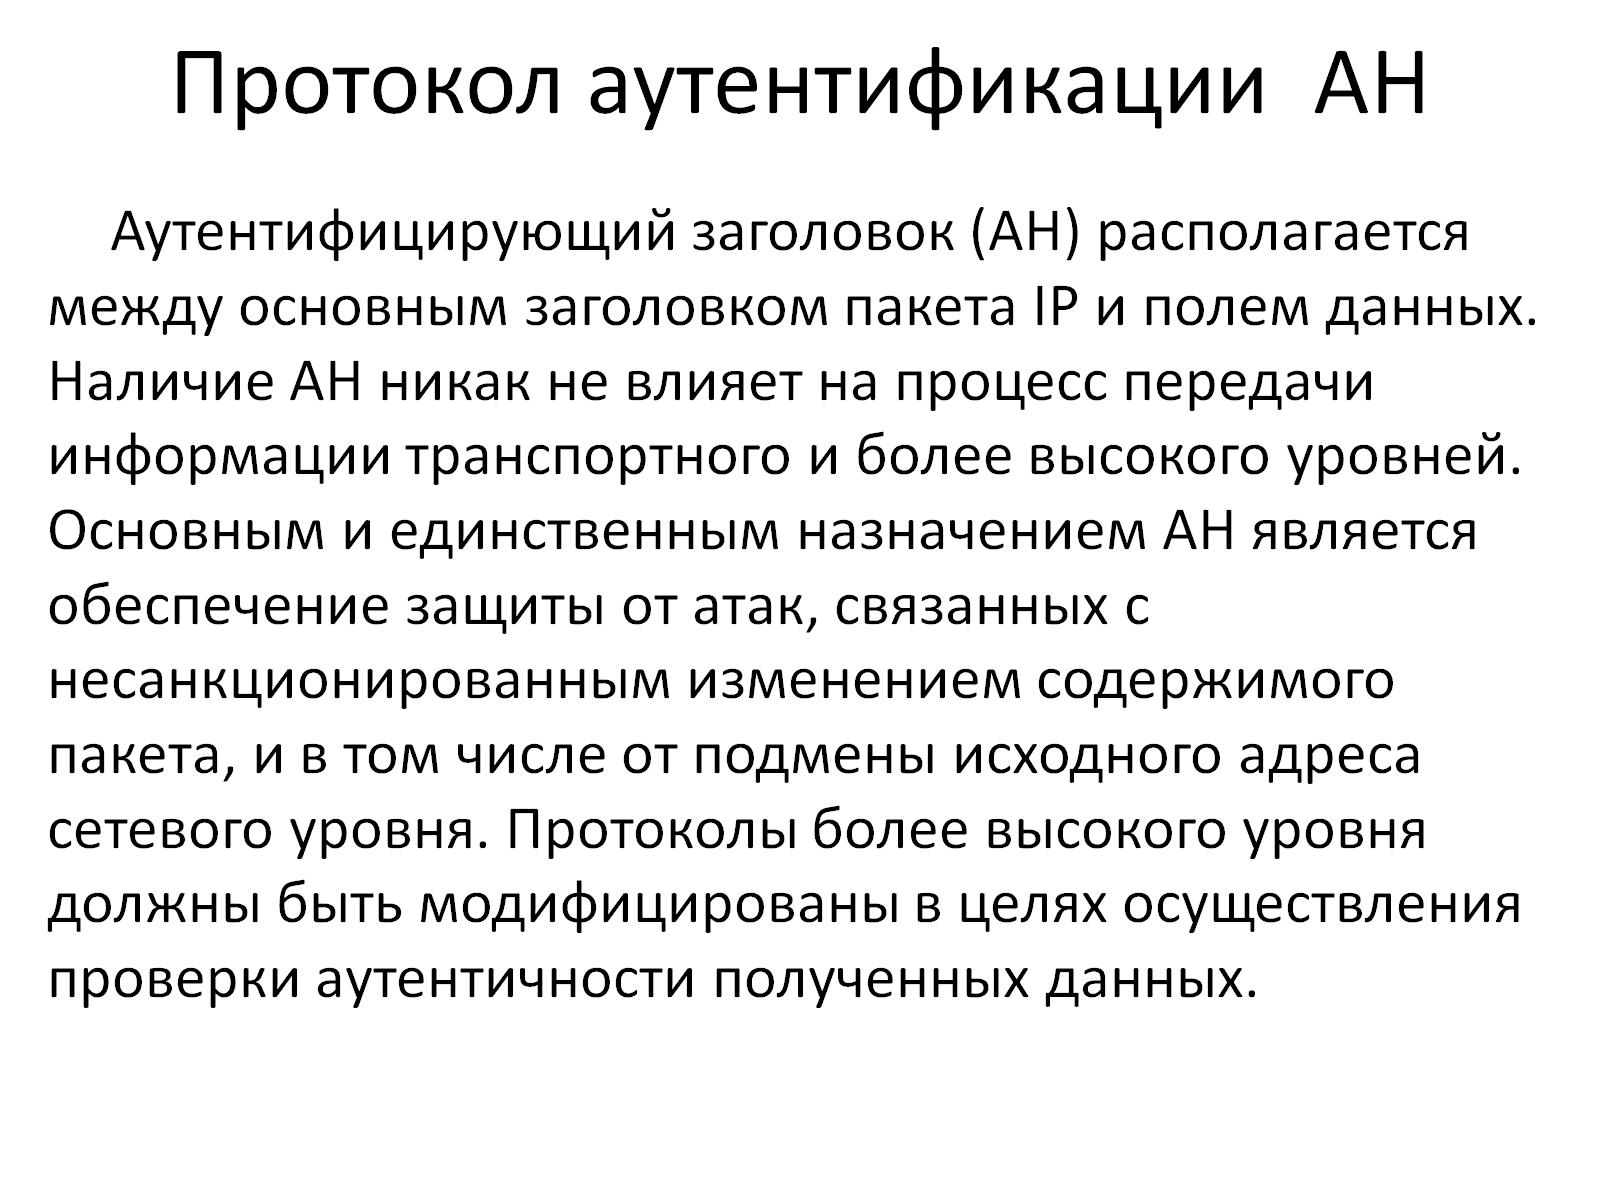 Протокол аутентификации АН
Аутентифицирующий заголовок (АН) располагается
между основным заголовком пакета IP и полем данных.
Наличие АН никак не влияет на процесс передачи
информации транспортного и более высокого уровней.
Основным и единственным назначением АН является
обеспечение защиты от атак, связанных с
несанкционированным изменением содержимого
пакета, и в том числе от подмены исходного адреса
сетевого уровня. Протоколы более высокого уровня
должны быть модифицированы в целях осуществления
проверки аутентичности полученных данных.